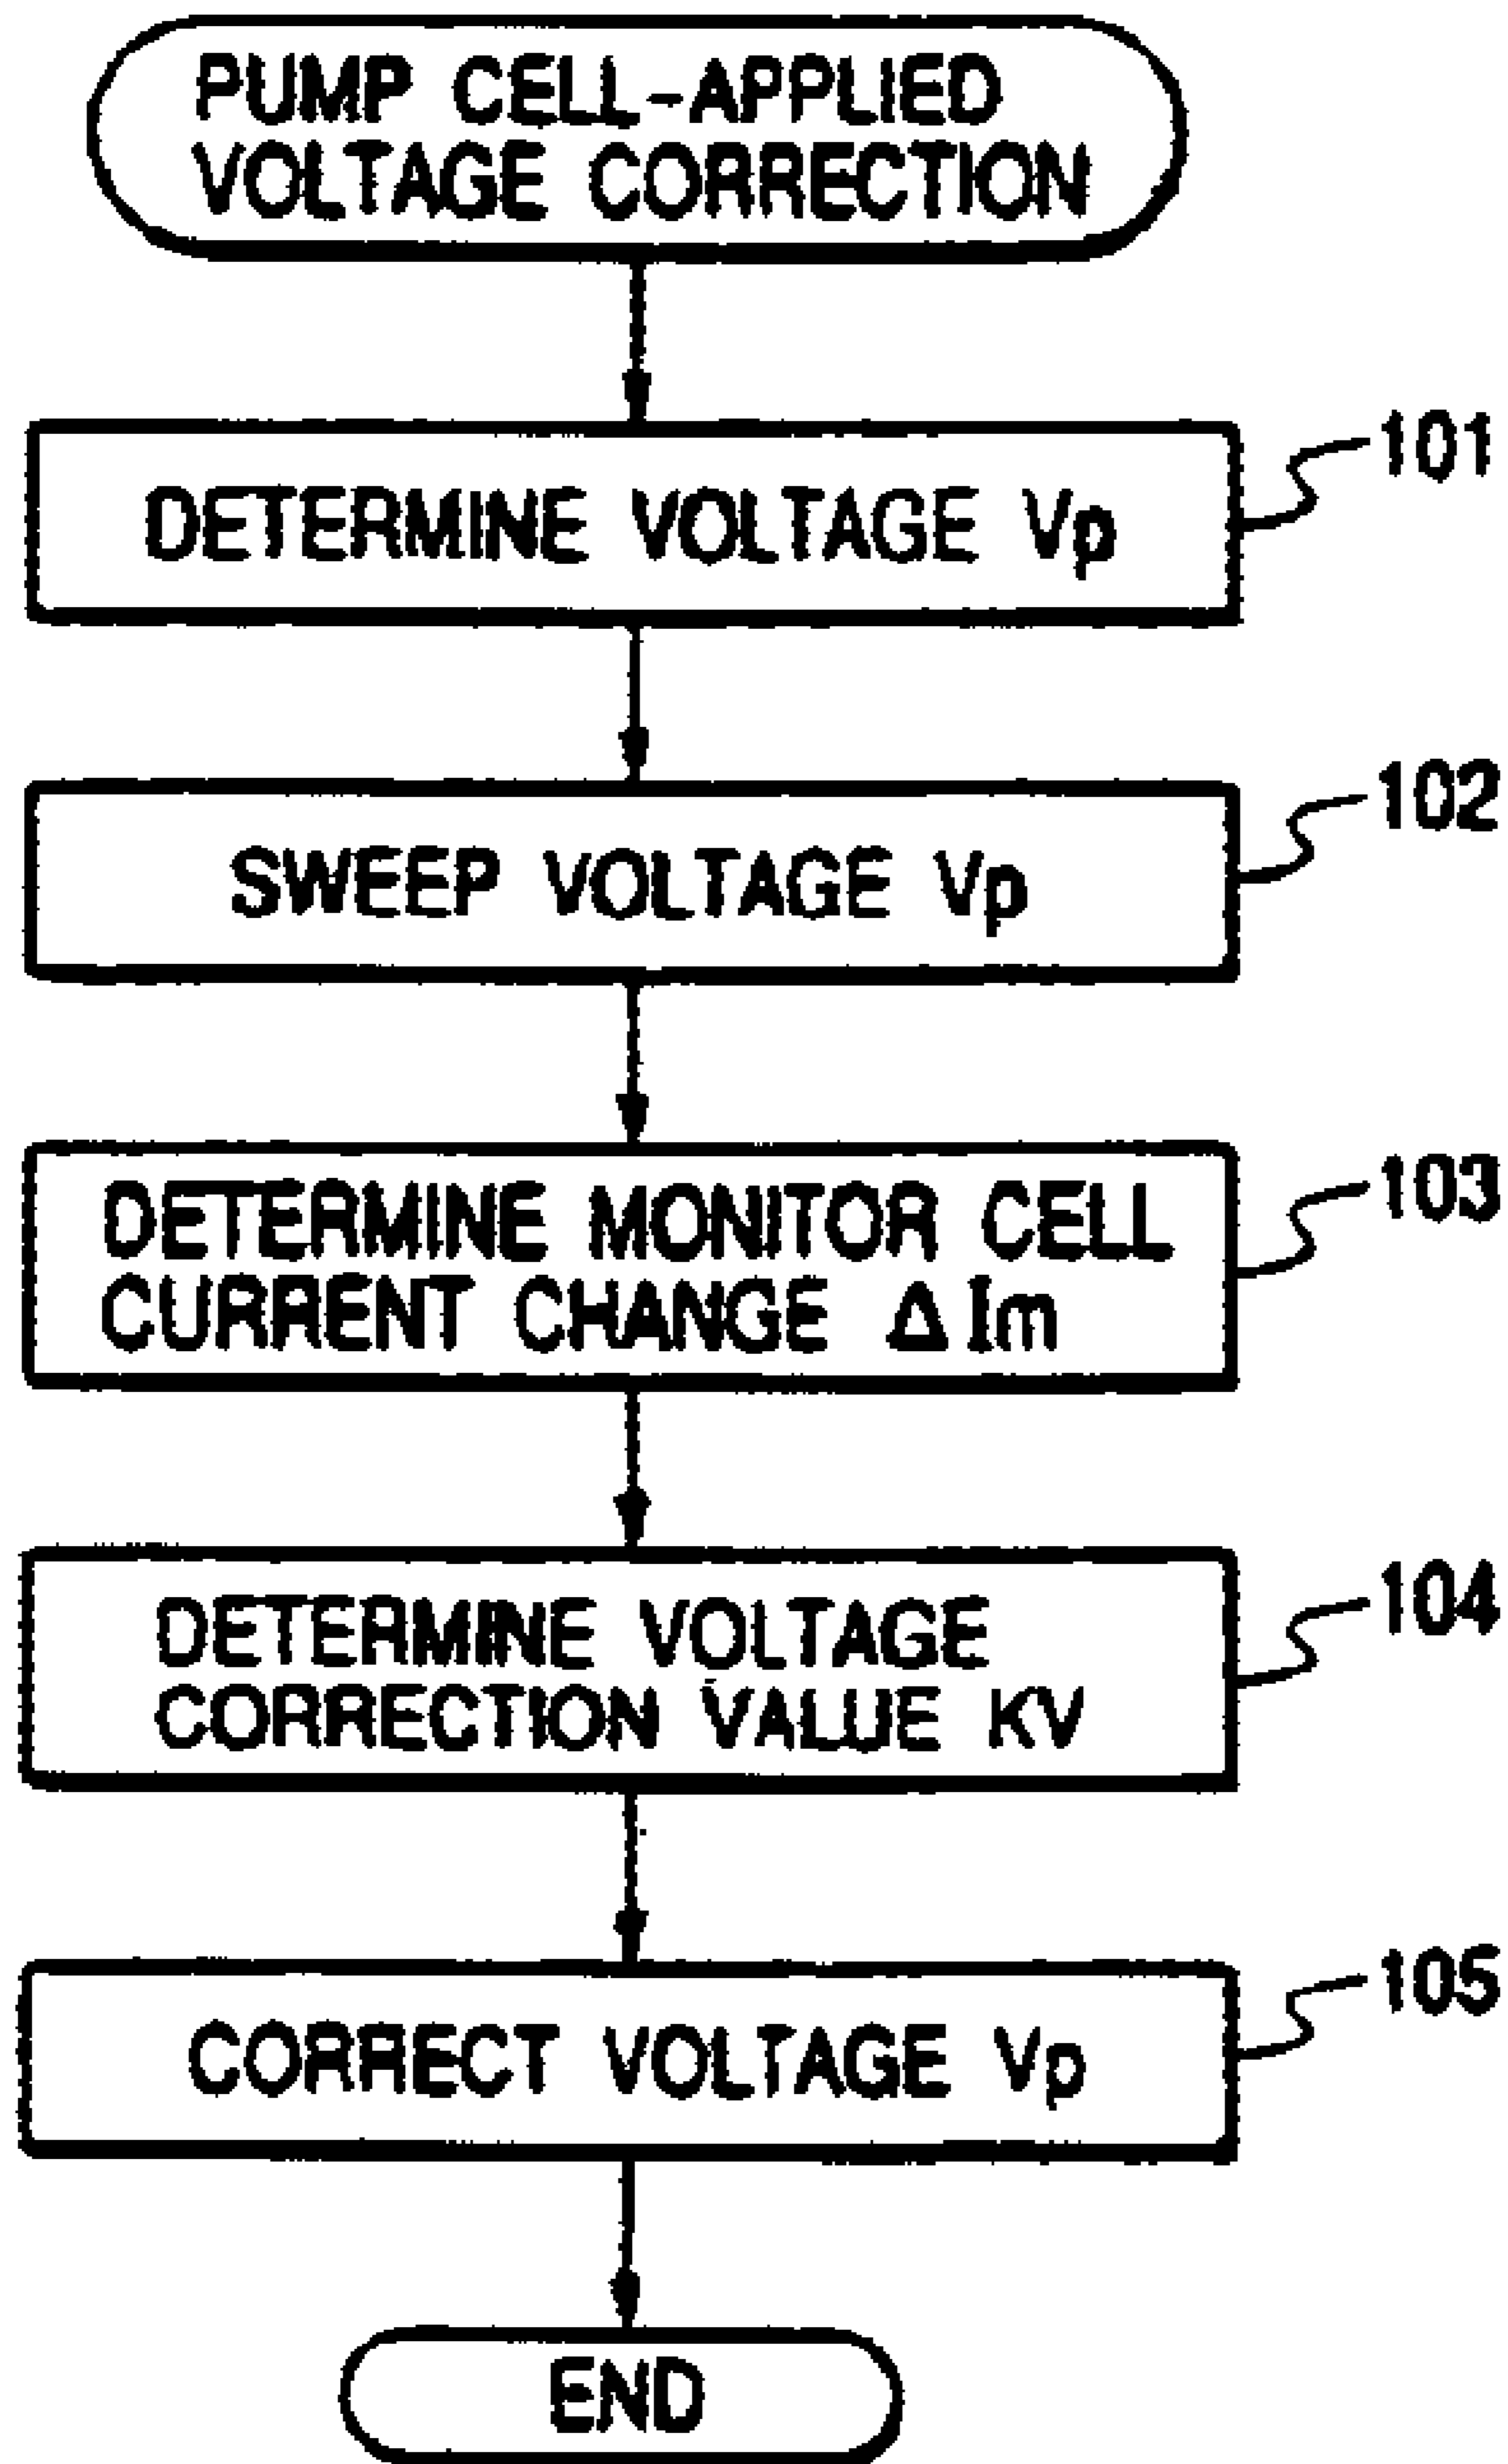 PUMP CELL-APPLIED
VOLTAGE CORRECTION
101
DETERMINE VOLTAGE Vp
102
SWEEP VOLTAGE Vp
103
DETERMINE MONITOR CELL
CURRENT CHANGE ΔIm
104
DETERMINE VOLTAGE
CORRECTION VALUE KV
105
CORRECT VOLTAGE Vp
END